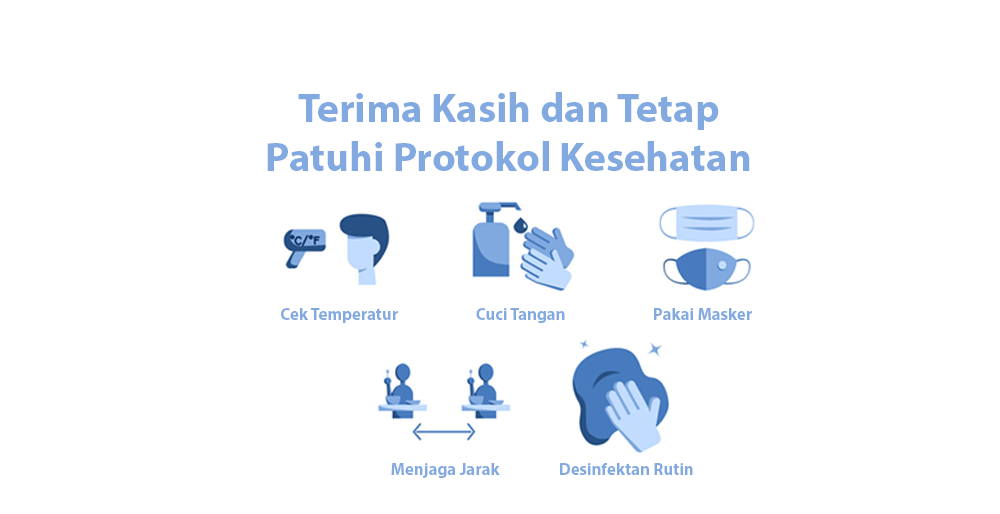 Terima Kasih dan Tetap
Patuhi Protokol Kesehatan
°C/°F
Cek Temperatur
Cuci Tangan
Pakai Masker
Menjaga Jarak
Desinfektan Rutin